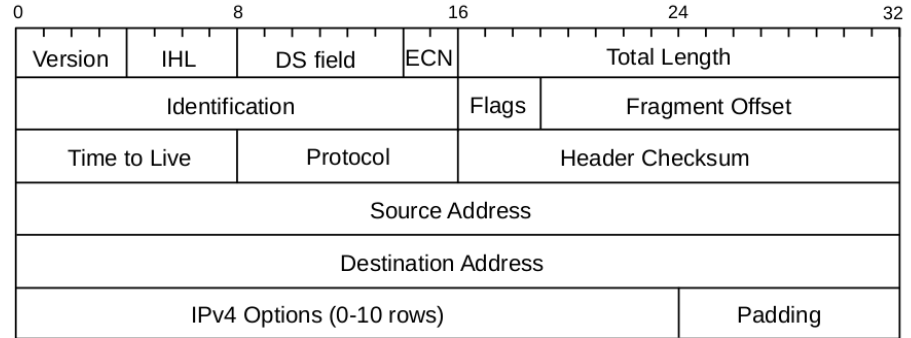 0 8 16 24 32
Version IHL DS field ECN Total Length
Identification Flags Fragment Offset
Time to Live Protocol Header Checksum
Source Address
Destination Address
IPv4 Options (0-10 rows) Padding